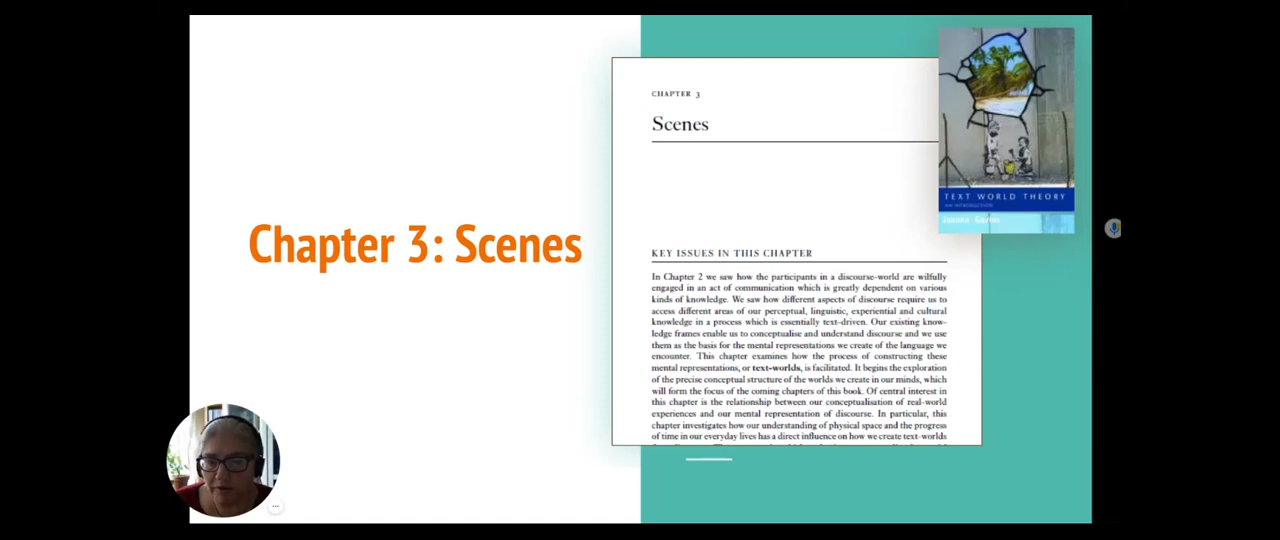 Chapter 3: Scenes
CHAPTER 3
Scenes
KEY ISSUES IN THIS CHAPTER
In Chapter 2 we saw how the participants in a discourse-world are wilfully
engaged in an act of communication which is greatly dependent on various
kinds of knowledge. We saw how different aspects of discourse require us to
access different areas of our perceptual, linguistic, experiential and cultural
knowledge in a process which is essentially text-driven. Our existing know-
ledge frames enable us to conceptualise and understand discourse and we use
them as the basis for the mental representations we create of the language we
encounter. This chapter examines how the process of constructing these
mental representations, or text-worlds, is facilitated. It begins the exploration
of the precise conceptual structure of the worlds we create in our minds, which
will form the focus of the coming chapters of this book. Of central interest in
this chapter is the relationship between our conceptualisation of real-world
experiences and our mental representation of discourse. In particular, this
chapter investigates how our understanding of physical space and the progress
of time in our everyday lives has a direct influence on how we create text-worlds
TEXT WORLD THEORY
AN INTRODUCTION
Joanna Gavins